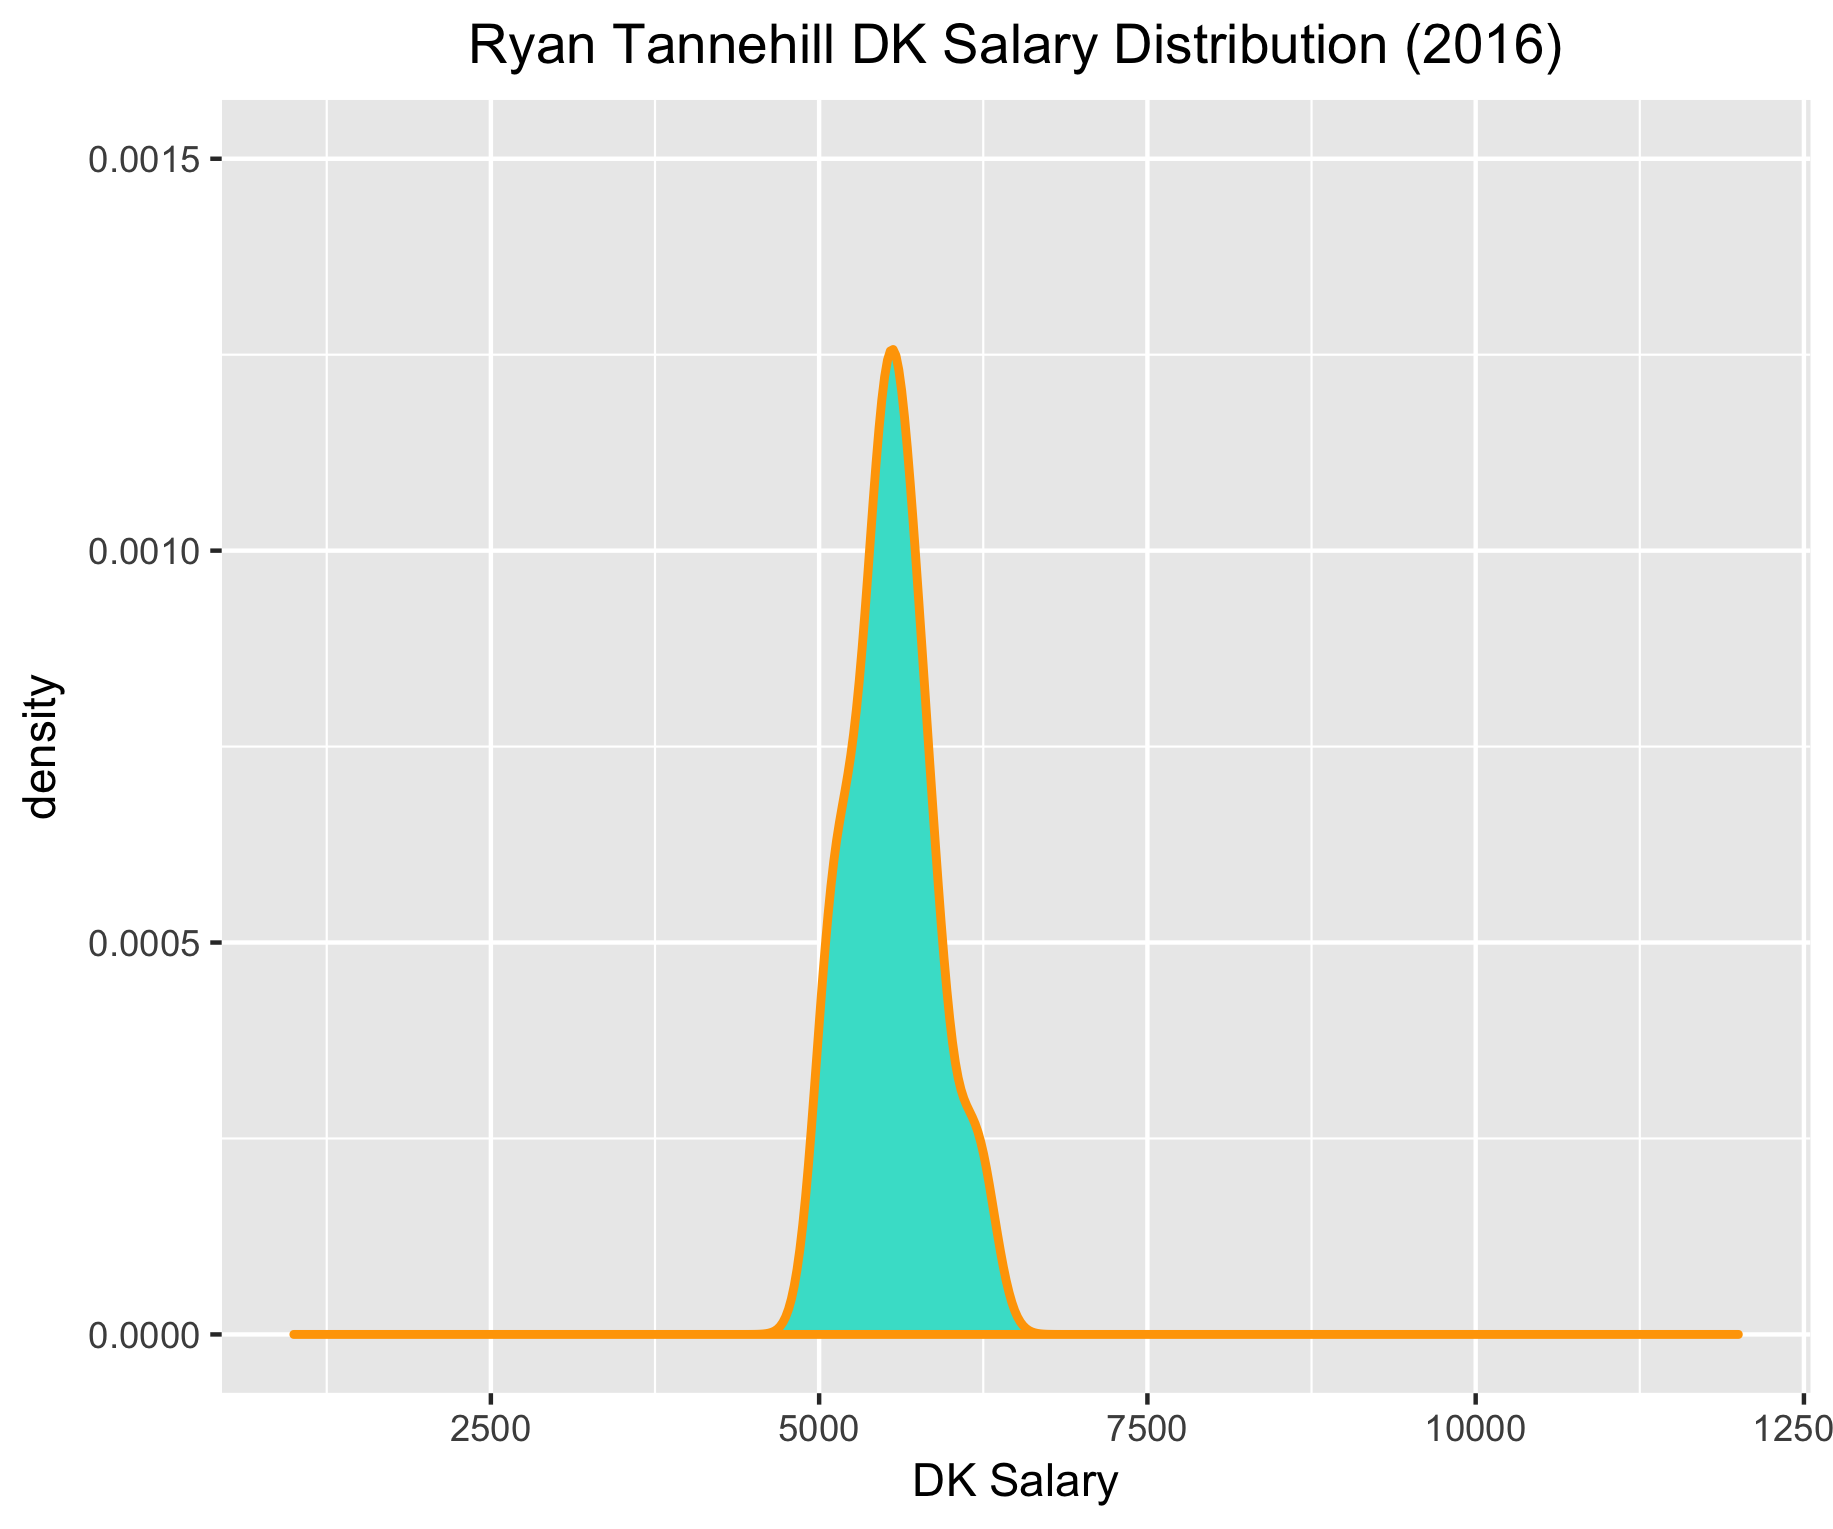 Ryan Tannehill DK Salary Distribution (2016)
0.0015
0.0010
0.0005
0.0000
density
2500 5000 7500 10000 1250
DK Salary